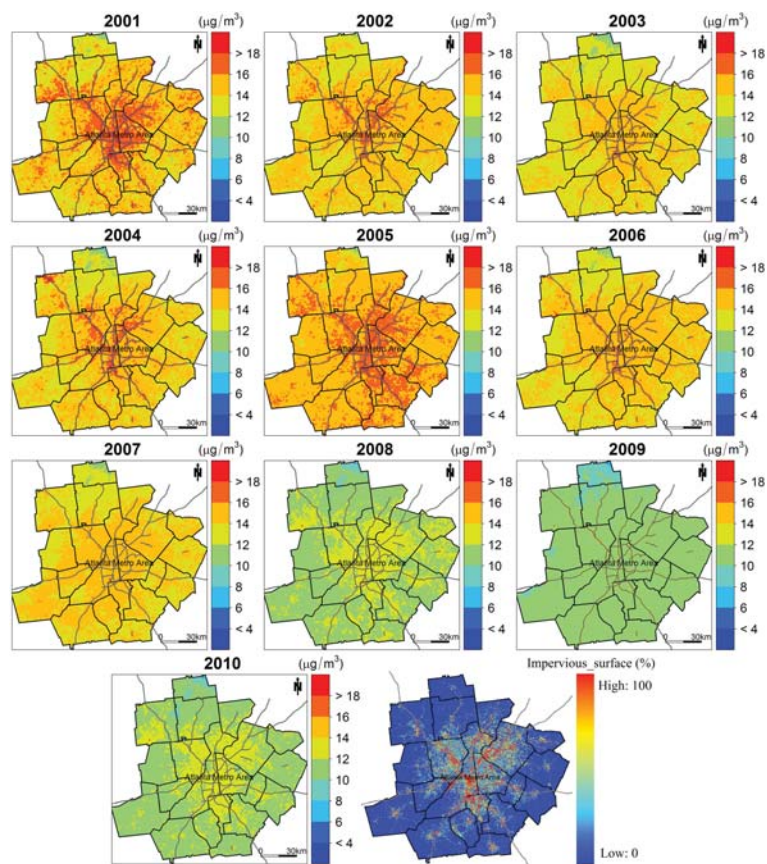 2001 (μg/m³)
N
> 18
16
14
12
10
8
6
< 4
Atlanta Metro Area
0 30km
2002 (μg/m³)
N
> 18
16
14
12
10
8
6
< 4
Atlanta Metro Area
0 30km
2003 (μg/m³)
N
> 18
16
14
12
10
8
6
< 4
Atlanta Metro Area
0 30km
2004 (μg/m³)
N
> 18
16
14
12
10
8
6
< 4
Atlanta Metro Area
0 30km
2005 (μg/m³)
N
> 18
16
14
12
10
8
6
< 4
Atlanta Metro Area
0 30km
2006 (μg/m³)
N
> 18
16
14
12
10
8
6
< 4
Atlanta Metro Area
0 30km
2007 (μg/m³)
N
> 18
16
14
12
10
8
6
< 4
Atlanta Metro Area
0 30km
2008 (μg/m³)
N
> 18
16
14
12
10
8
6
< 4
Atlanta Metro Area
0 30km
2009 (μg/m³)
N
> 18
16
14
12
10
8
6
< 4
Atlanta Metro Area
0 30km
2010 (μg/m³)
N
> 18
16
14
12
10
8
6
< 4
Atlanta Metro Area
0 30km
Impervious_surface (%)
High: 100
Atlanta Metro Area
Low: 0